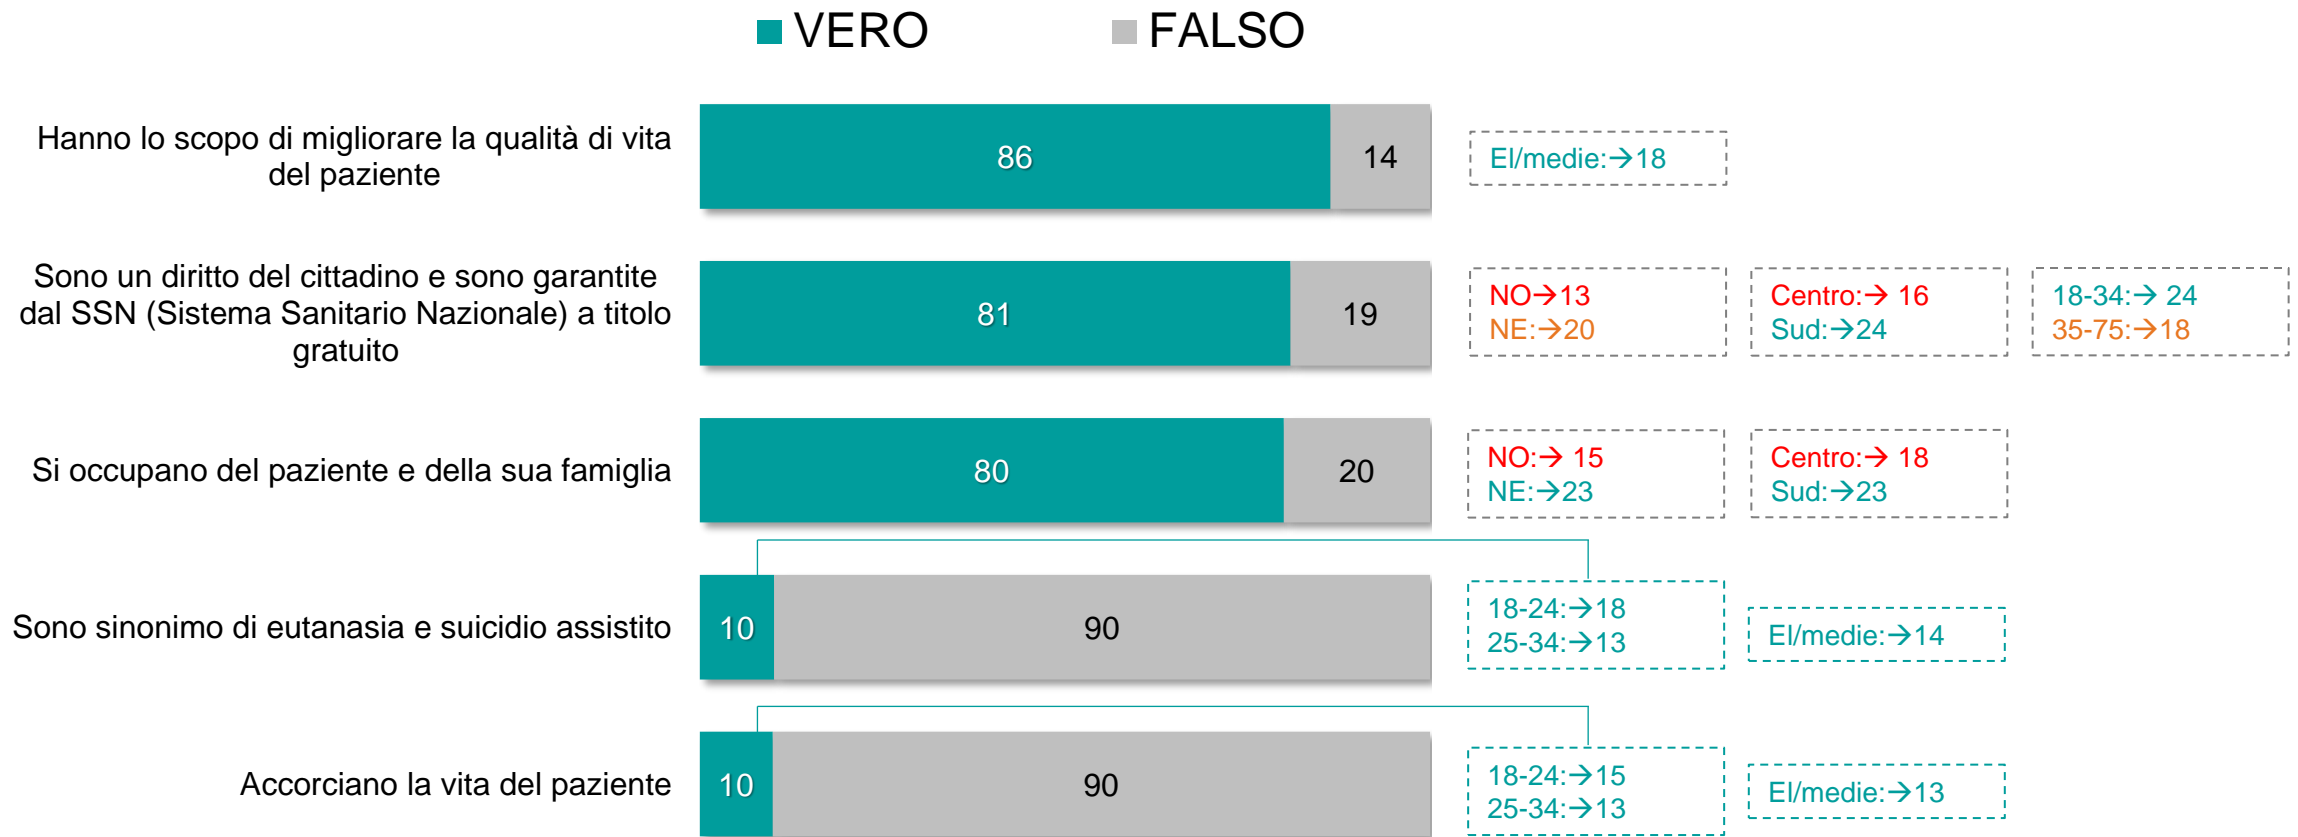 VERO FALSO
Hanno lo scopo di migliorare la qualità di vita
del paziente
86 14
El/medie:→18
Sono un diritto del cittadino e sono garantite
dal SSN (Sistema Sanitario Nazionale) a titolo
gratuito
81 19
NO→13
NE:→20
Centro:→ 16
Sud:→24
18-34:→ 24
35-75:→18
Si occupano del paziente e della sua famiglia
80 20
NO:→ 15
NE:→23
Centro:→ 18
Sud:→23
Sono sinonimo di eutanasia e suicidio assistito
10 90
18-24:→18
25-34:→13
El/medie:→14
Accorciano la vita del paziente
10 90
18-24:→15
25-34:→13
El/medie:→13